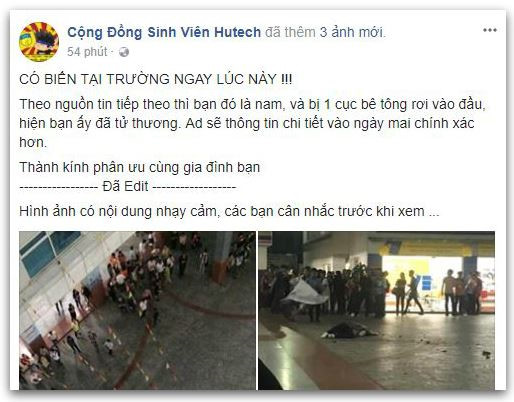 Cộng Đồng Sinh Viên Hutech đã thêm 3 ảnh mới.
54 phút ·
CÓ BIẾN TẠI TRƯỜNG NGAY LÚC NÀY !!!
Theo nguồn tin tiếp theo thì bạn đó là nam, và bị 1 cục bê tông rơi vào đầu,
hiện bạn ấy đã tử thương. Ad sẽ thông tin chi tiết vào ngày mai chính xác
hơn.
Thành kính phân ưu cùng gia đình bạn
----------------- Đã Edit ------------------
Hình ảnh có nội dung nhạy cảm, các bạn cân nhắc trước khi xem ...